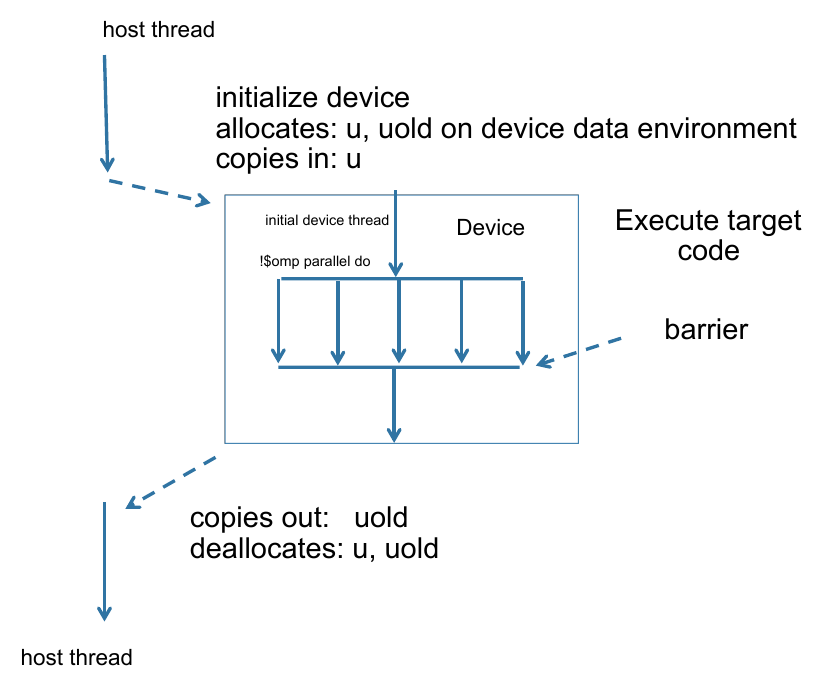 host thread
initialize device
allocates: u, uold on device data environment
copies in: u
initial device thread
Device
Execute target
code
!$omp parallel do
barrier
copies out: uold
deallocates: u, uold
host thread